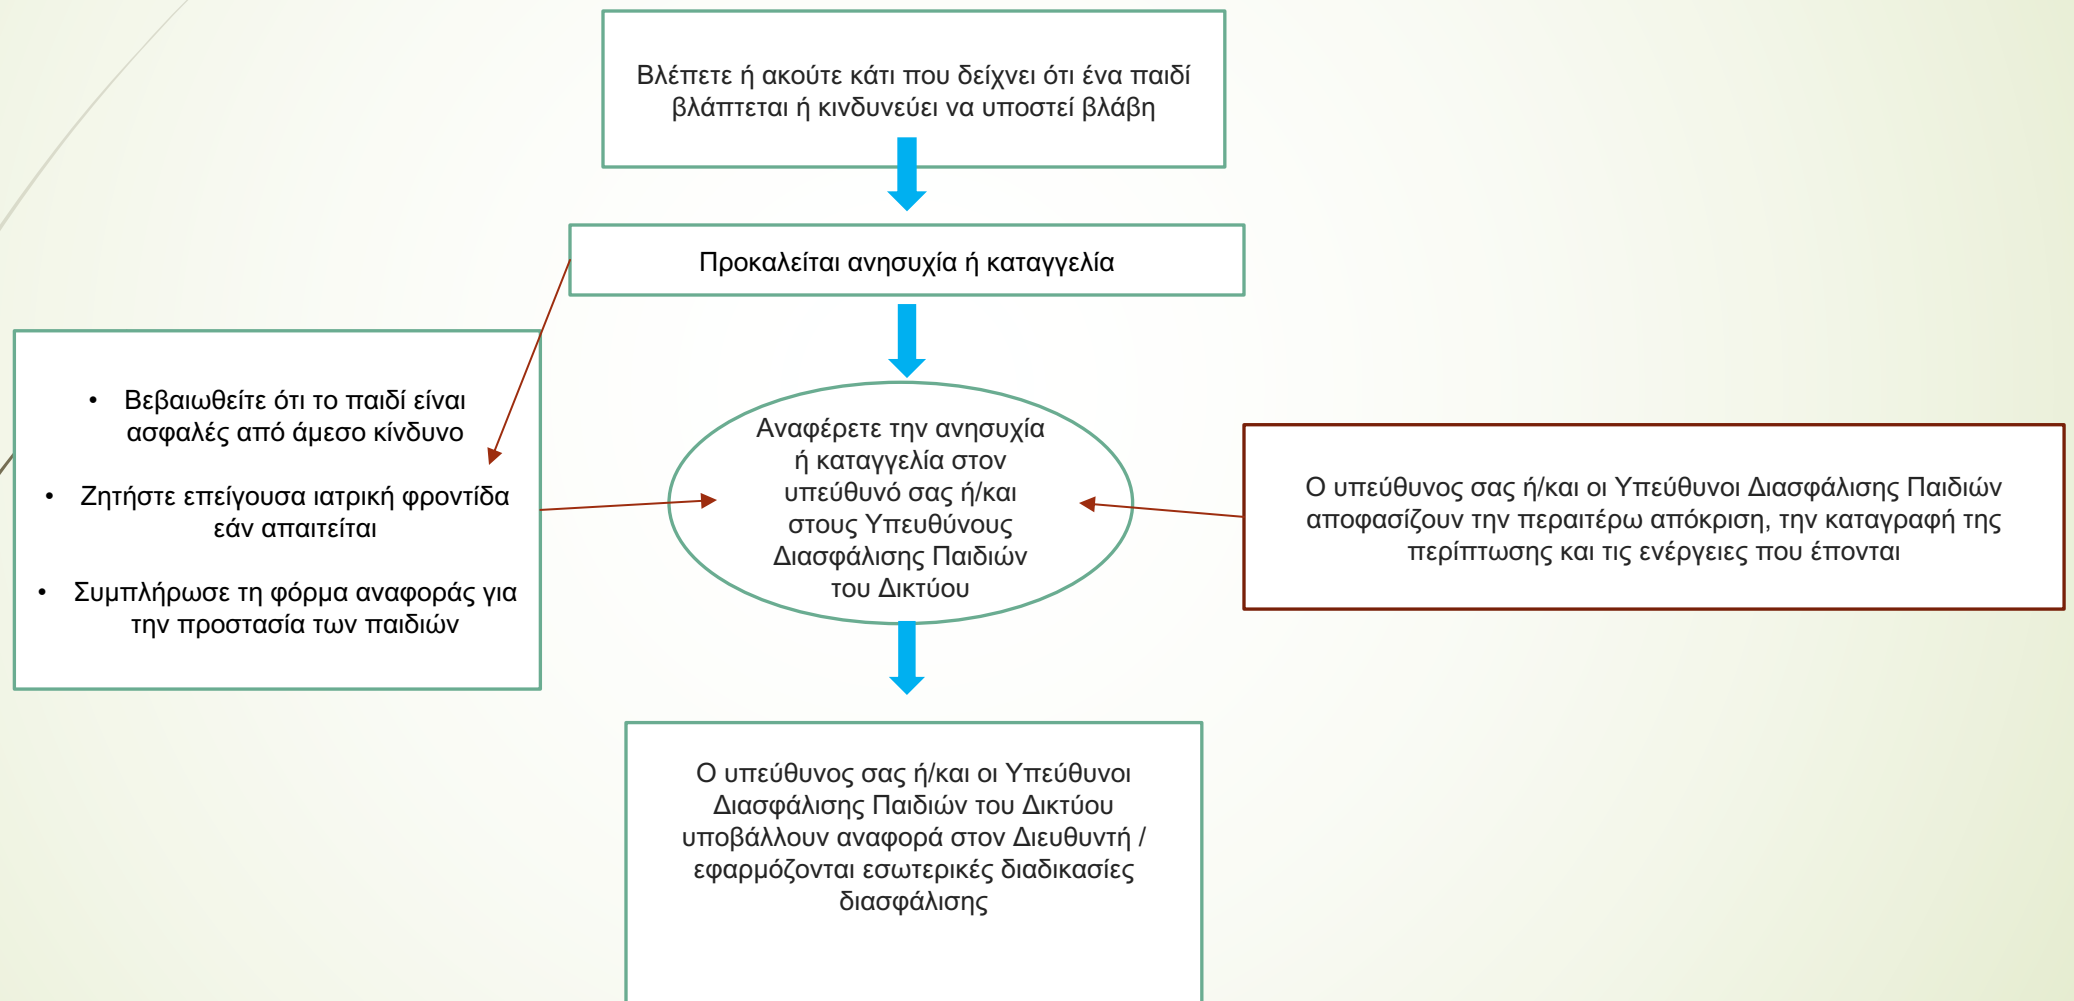 Βλέπετε ή ακούτε κάτι που δείχνει ότι ένα παιδί
βλάπτεται ή κινδυνεύει να υποστεί βλάβη
Προκαλείται ανησυχία ή καταγγελία
• Βεβαιωθείτε ότι το παιδί είναι
ασφαλές από άμεσο κίνδυνο
• Ζητήστε επείγουσα ιατρική φροντίδα
εάν απαιτείται
• Συμπλήρωσε τη φόρμα αναφοράς για
την προστασία των παιδιών
Αναφέρετε την ανησυχία
ή καταγγελία στον
υπεύθυνό σας ή/και
στους Υπευθύνους
Διασφάλισης Παιδιών
του Δικτύου
Ο υπεύθυνος σας ή/και οι Υπεύθυνοι Διασφάλισης Παιδιών
αποφασίζουν την περαιτέρω απόκριση, την καταγραφή της
περίπτωσης και τις ενέργειες που έπονται
Ο υπεύθυνος σας ή/και οι Υπεύθυνοι
Διασφάλισης Παιδιών του Δικτύου
υποβάλλουν αναφορά στον Διευθυντή /
εφαρμόζονται εσωτερικές διαδικασίες
διασφάλισης